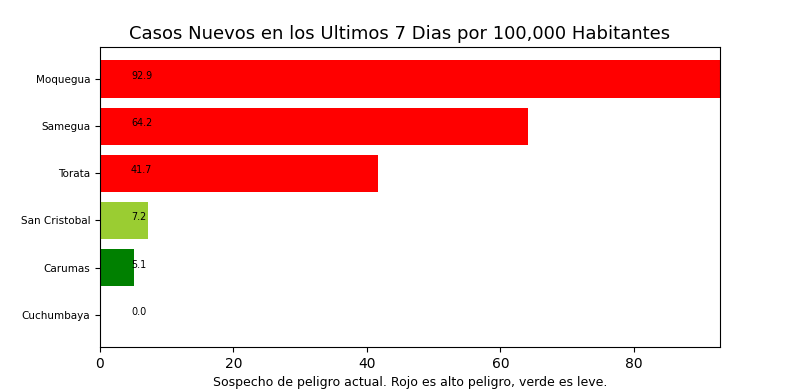 Casos Nuevos en los Ultimos 7 Dias por 100,000 Habitantes
Moquegua 92.9
Samegua 64.2
Torata 41.7
San Cristobal 7.2
Carumas 5.1
Cuchumbaya 0.0
0 20 40 60 80
Sospecho de peligro actual. Rojo es alto peligro, verde es leve.